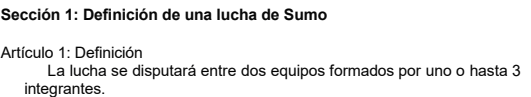 Sección 1: Definición de una lucha de Sumo
Artículo 1: Definición
La lucha se disputará entre dos equipos formados por uno o hasta 3
integrantes.